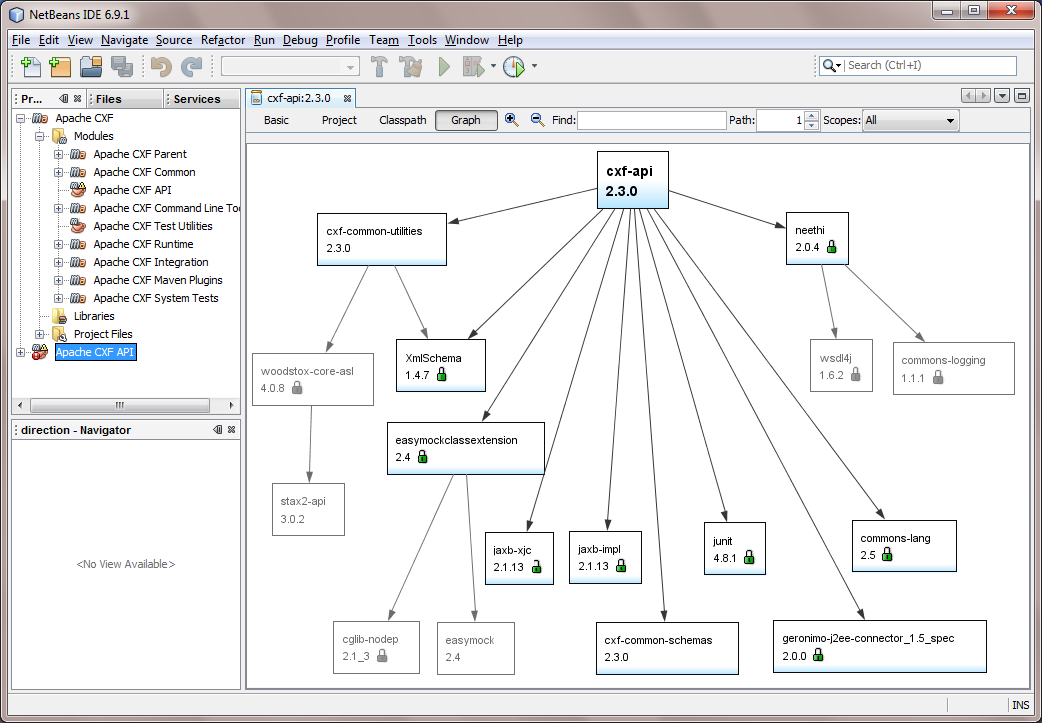 NetBeans IDE 6.9.1
File Edit View Navigate Source Refactor Run Debug Profile Team Tools Window Help
Search (Ctrl+I)
Pr... Files Services
Apache CXF
Modules
Apache CXF Parent
Apache CXF Common
Apache CXF API
Apache CXF Command Line Too
Apache CXF Test Utilities
Apache CXF Runtime
Apache CXF Integration
Apache CXF Maven Plugins
Apache CXF System Tests
Libraries
Project Files
Apache CXF API
direction - Navigator
<No View Available>
cxf-api:2.3.0
Basic Project Classpath Graph Find: Path: 1 Scopes: All
cxf-api
2.3.0
cxf-common-utilities
2.3.0
neethi
2.0.4
woodstox-core-asl
4.0.8
XmlSchema
1.4.7
wsdl4j
1.6.2
commons-logging
1.1.1
easymockclassextension
2.4
stax2-api
3.0.2
jaxb-xjc
2.1.13
jaxb-impl
2.1.13
junit
4.8.1
commons-lang
2.5
cglib-nodep
2.1_3
easymock
2.4
cxf-common-schemas
2.3.0
geronimo-j2ee-connector_1.5_spec
2.0.0
INS